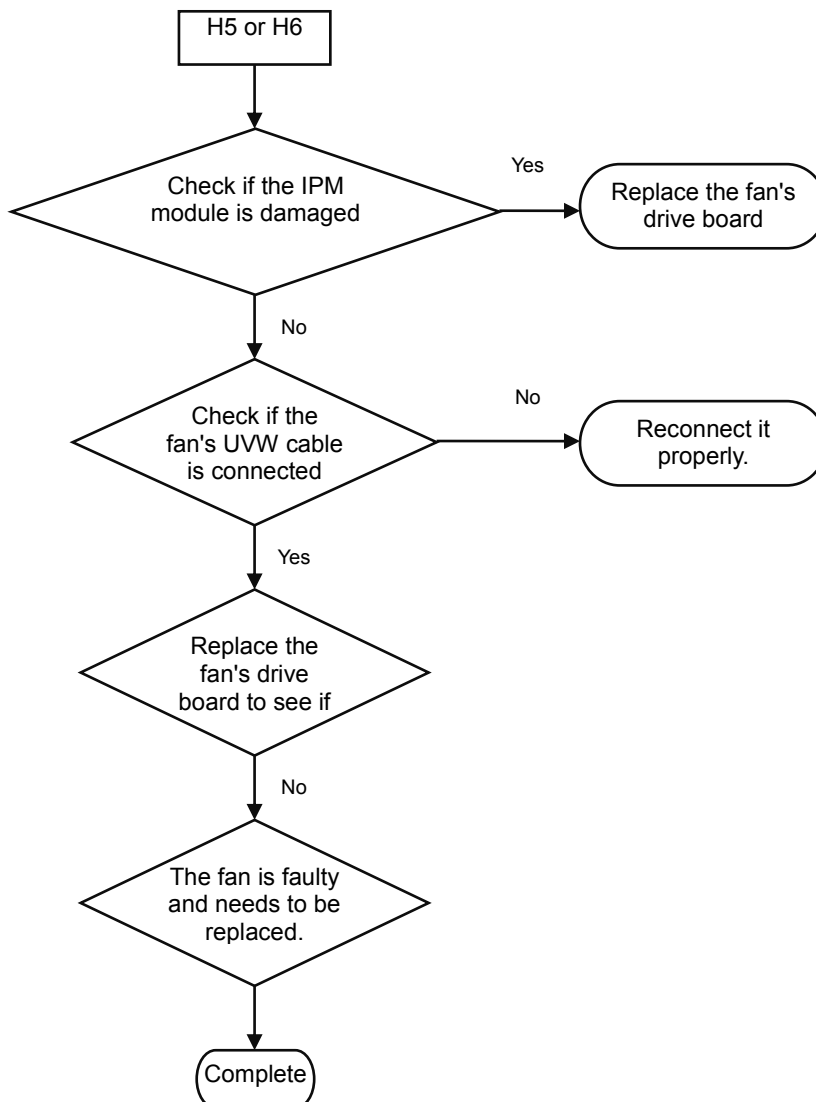 H5 or H6
Check if the IPM
module is damaged
Yes
Replace the fan's
drive board
No
Check if the
fan's UVW cable
is connected
No
Reconnect it
properly.
Yes
Replace the
fan's drive
board to see if
No
The fan is faulty
and needs to be
replaced.
Complete